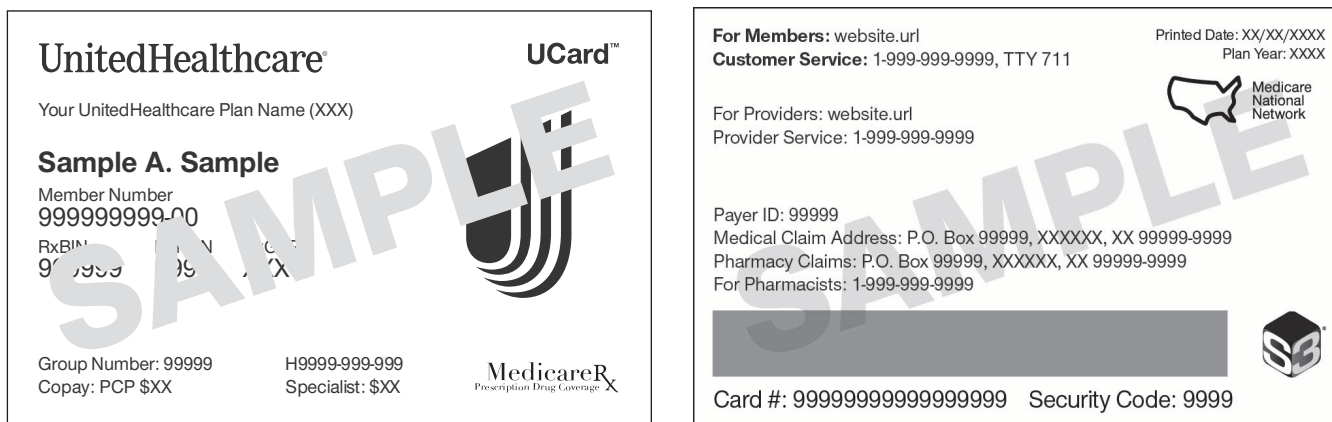 UnitedHealthcare®
UCard™
Your UnitedHealthcare Plan Name (XXX)
Sample A. Sample
Member Number
999999999-00
RxBIN
Group Number: 99999
H9999-999-999
Copay: PCP $XX
Specialist: $XX
MedicareRx
Prescription Drug Coverage
SAMPLE
For Members: website.url
Customer Service: 1-999-999-9999, TTY 711
Printed Date: XX/XX/XXXX
Plan Year: XXXX
Medicare
National
Network
For Providers: website.url
Provider Service: 1-999-999-9999
Payer ID: 99999
Medical Claim Address: P.O. Box 99999, XXXXXX, XX 99999-9999
Pharmacy Claims: P.O. Box 99999, XXXXXX, XX 99999-9999
For Pharmacists: 1-999-999-9999
S3
Card #: 99999999999999999 Security Code: 9999
SAMPLE